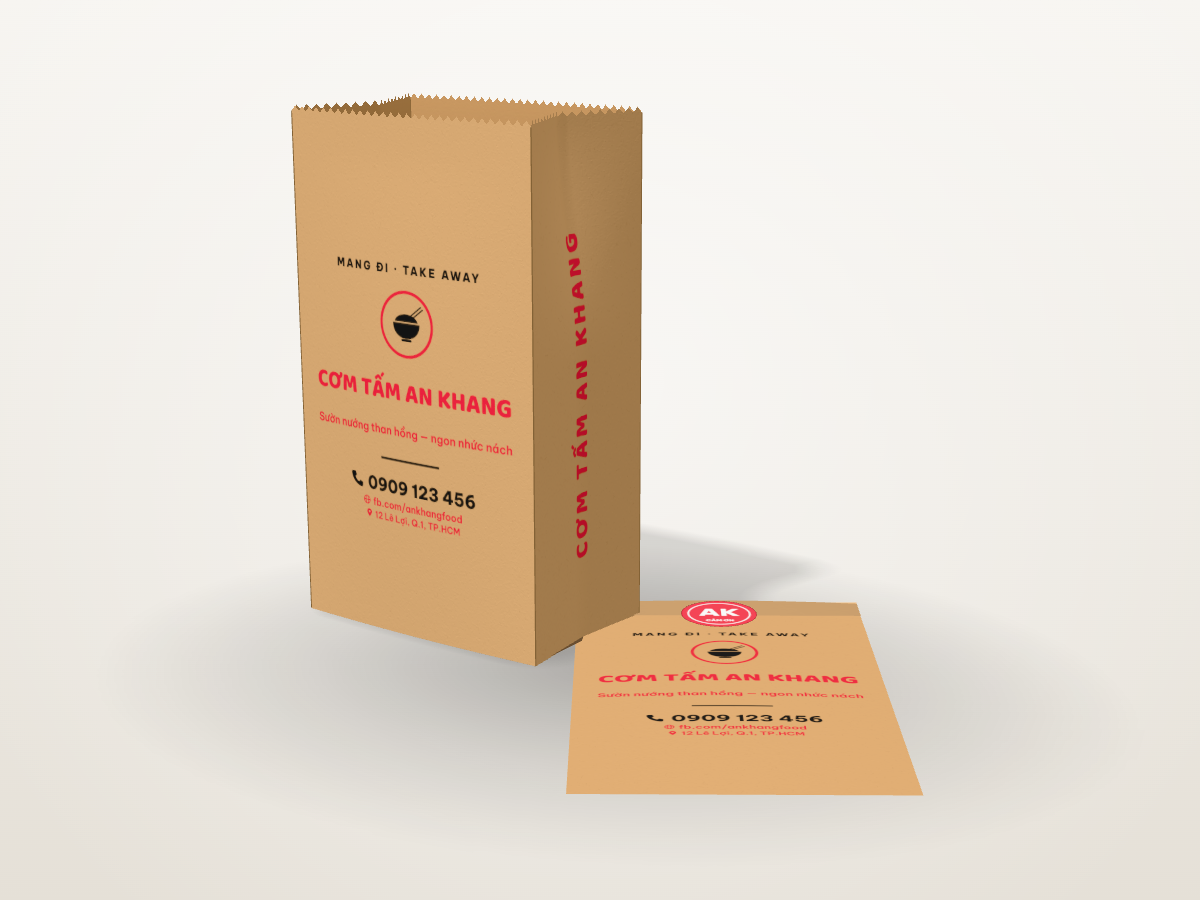 MANG ĐI · TAKE AWAY
CƠM TẤM AN KHANG
Sườn nướng than hồng – ngon nhức nách
0909 123 456
fb.com/ankhangfood
12 Lê Lợi, Q.1, TP.HCM
CƠM TẤM AN KHANG
AK
CẢM ƠN
MANG ĐI · TAKE AWAY
CƠM TẤM AN KHANG
Sườn nướng than hồng – ngon nhức nách
0909 123 456
fb.com/ankhangfood
12 Lê Lợi, Q.1, TP.HCM